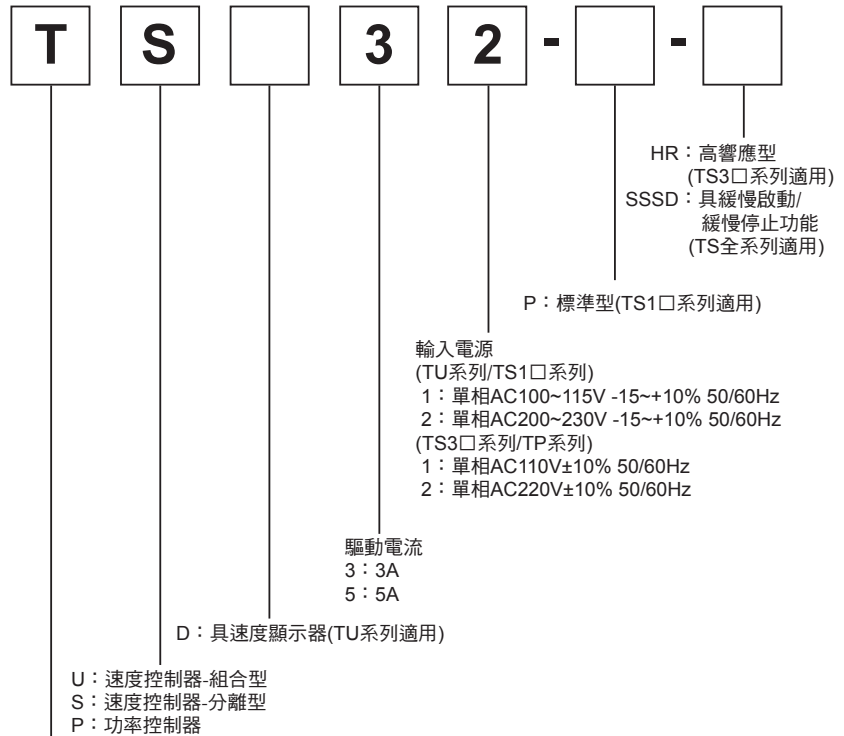 T S 3 2 - -
HR：高響應型
(TS3□系列適用)
SSSD：具緩慢啟動/
緩慢停止功能
(TS全系列適用)
P：標準型(TS1□系列適用)
輸入電源
(TU系列/TS1□系列)
1：單相AC100~115V -15~+10% 50/60Hz
2：單相AC200~230V -15~+10% 50/60Hz
(TS3□系列/TP系列)
1：單相AC110V±10% 50/60Hz
2：單相AC220V±10% 50/60Hz
驅動電流
3：3A
5：5A
D：具速度顯示器(TU系列適用)
U：速度控制器-組合型
S：速度控制器-分離型
P：功率控制器